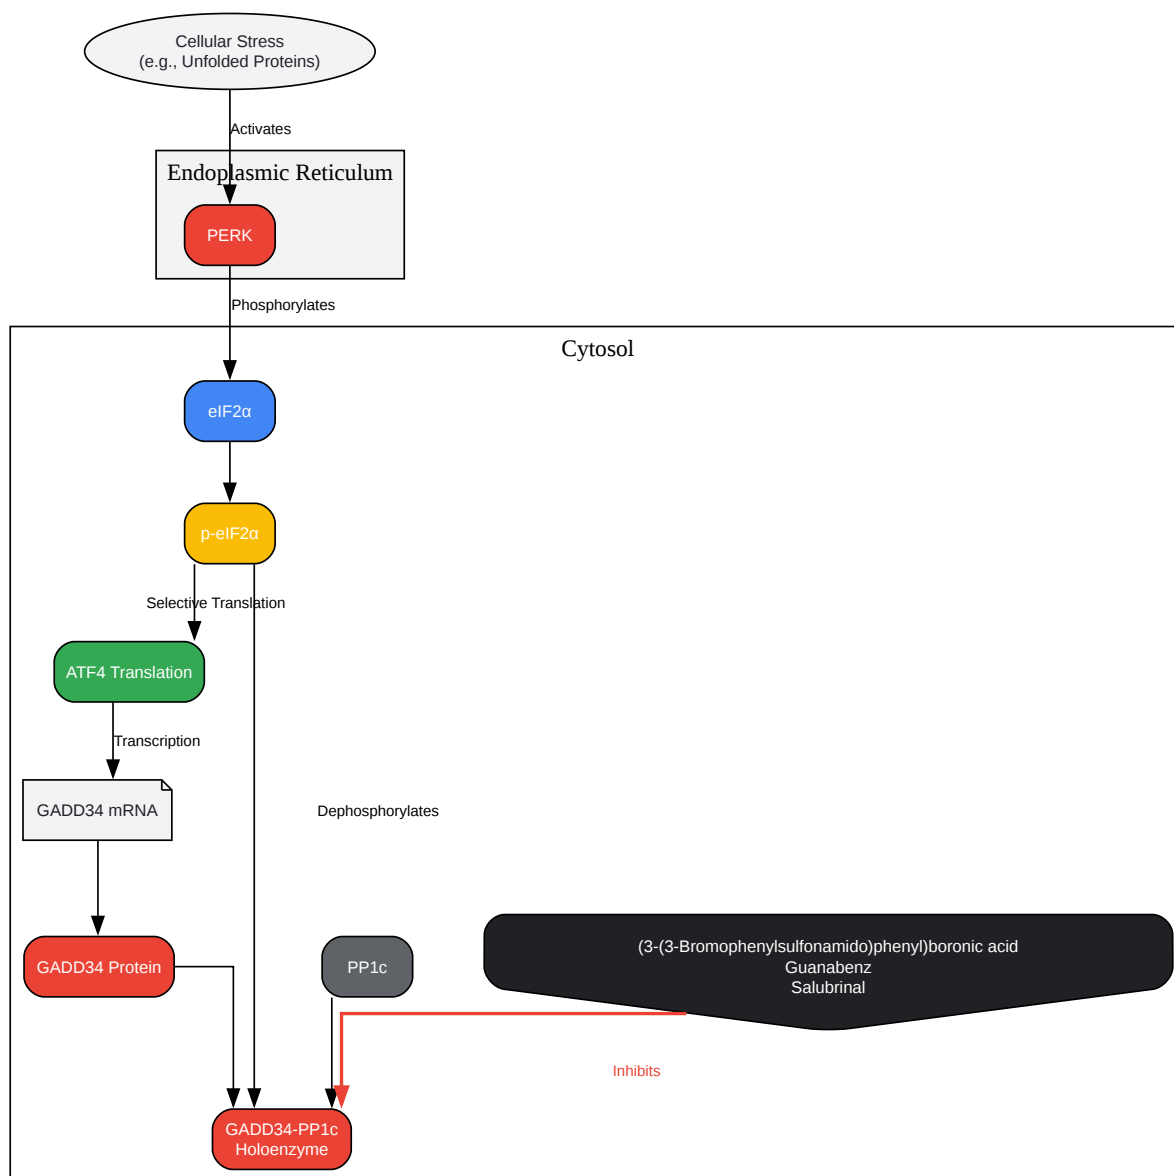 Cellular Stress
(e.g., Unfolded Proteins)
Activates
Endoplasmic Reticulum
PERK
Phosphorylates
Cytosol
eIF2α
p-eIF2α
Selective Translation
ATF4 Translation
Transcription
GADD34 mRNA
Dephosphorylates
GADD34 Protein
PP1c
(3-(3-Bromophenylsulfonamido)phenyl)boronic acid
Guanabenz
Salubrinal
Inhibits
GADD34-PP1c
Holoenzyme